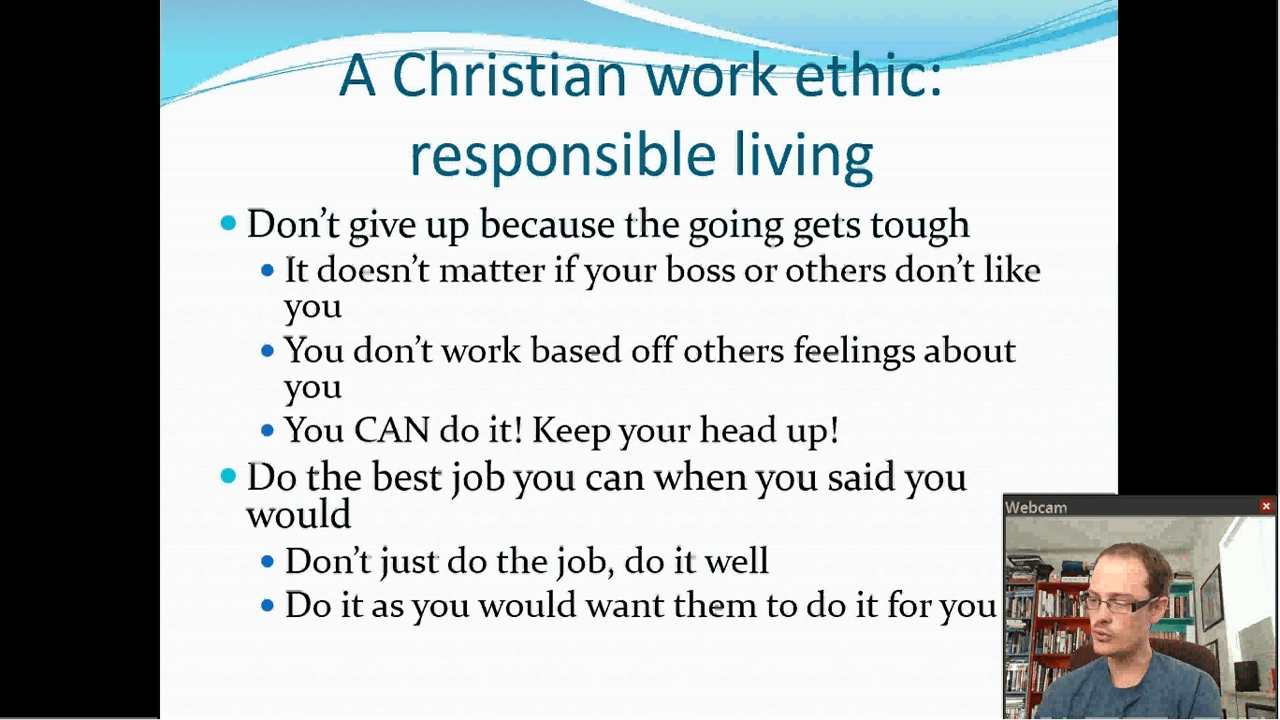 A Christian work ethic:
responsible living
Don't give up because the going gets tough
It doesn't matter if your boss or others don't like
you
You don't work based off others feelings about
you
You CAN do it! Keep your head up!
Do the best job you can when you said you
would
Don't just do the job, do it well
Do it as you would want them to do it for you
Webcam